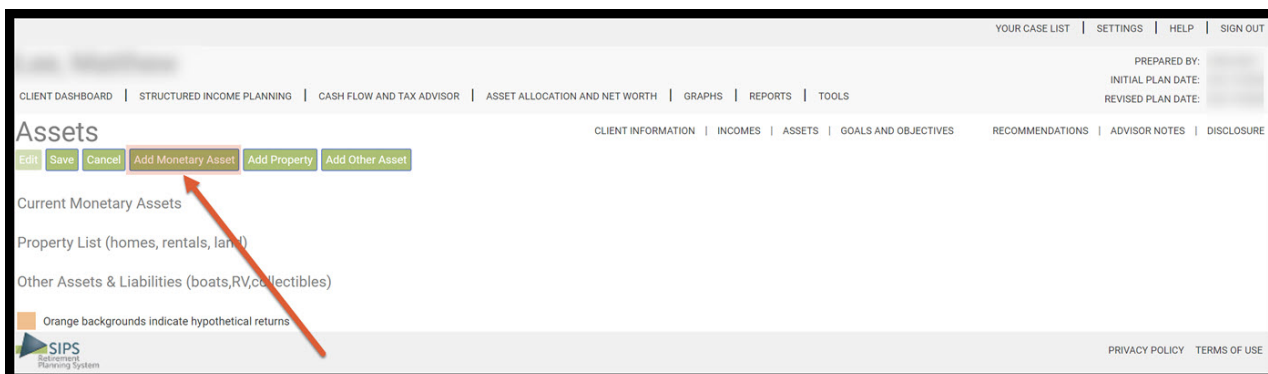 YOUR CASE LIST | SETTINGS | HELP | SIGN OUT
PREPARED BY:
INITIAL PLAN DATE:
CLIENT DASHBOARD | STRUCTURED INCOME PLANNING | CASH FLOW AND TAX ADVISOR | ASSET ALLOCATION AND NET WORTH | GRAPHS | REPORTS | TOOLS
REVISED PLAN DATE:
Assets
CLIENT INFORMATION | INCOMES | ASSETS | GOALS AND OBJECTIVES
RECOMMENDATIONS | ADVISOR NOTES | DISCLOSURE
Edit Save Cancel Add Monetary Asset Add Property Add Other Asset
Current Monetary Assets
Property List (homes, rentals, land)
Other Assets & Liabilities (boats,RV,collectibles)
Orange backgrounds indicate hypothetical returns
SIPS
Retirement
Planning System
PRIVACY POLICY TERMS OF USE